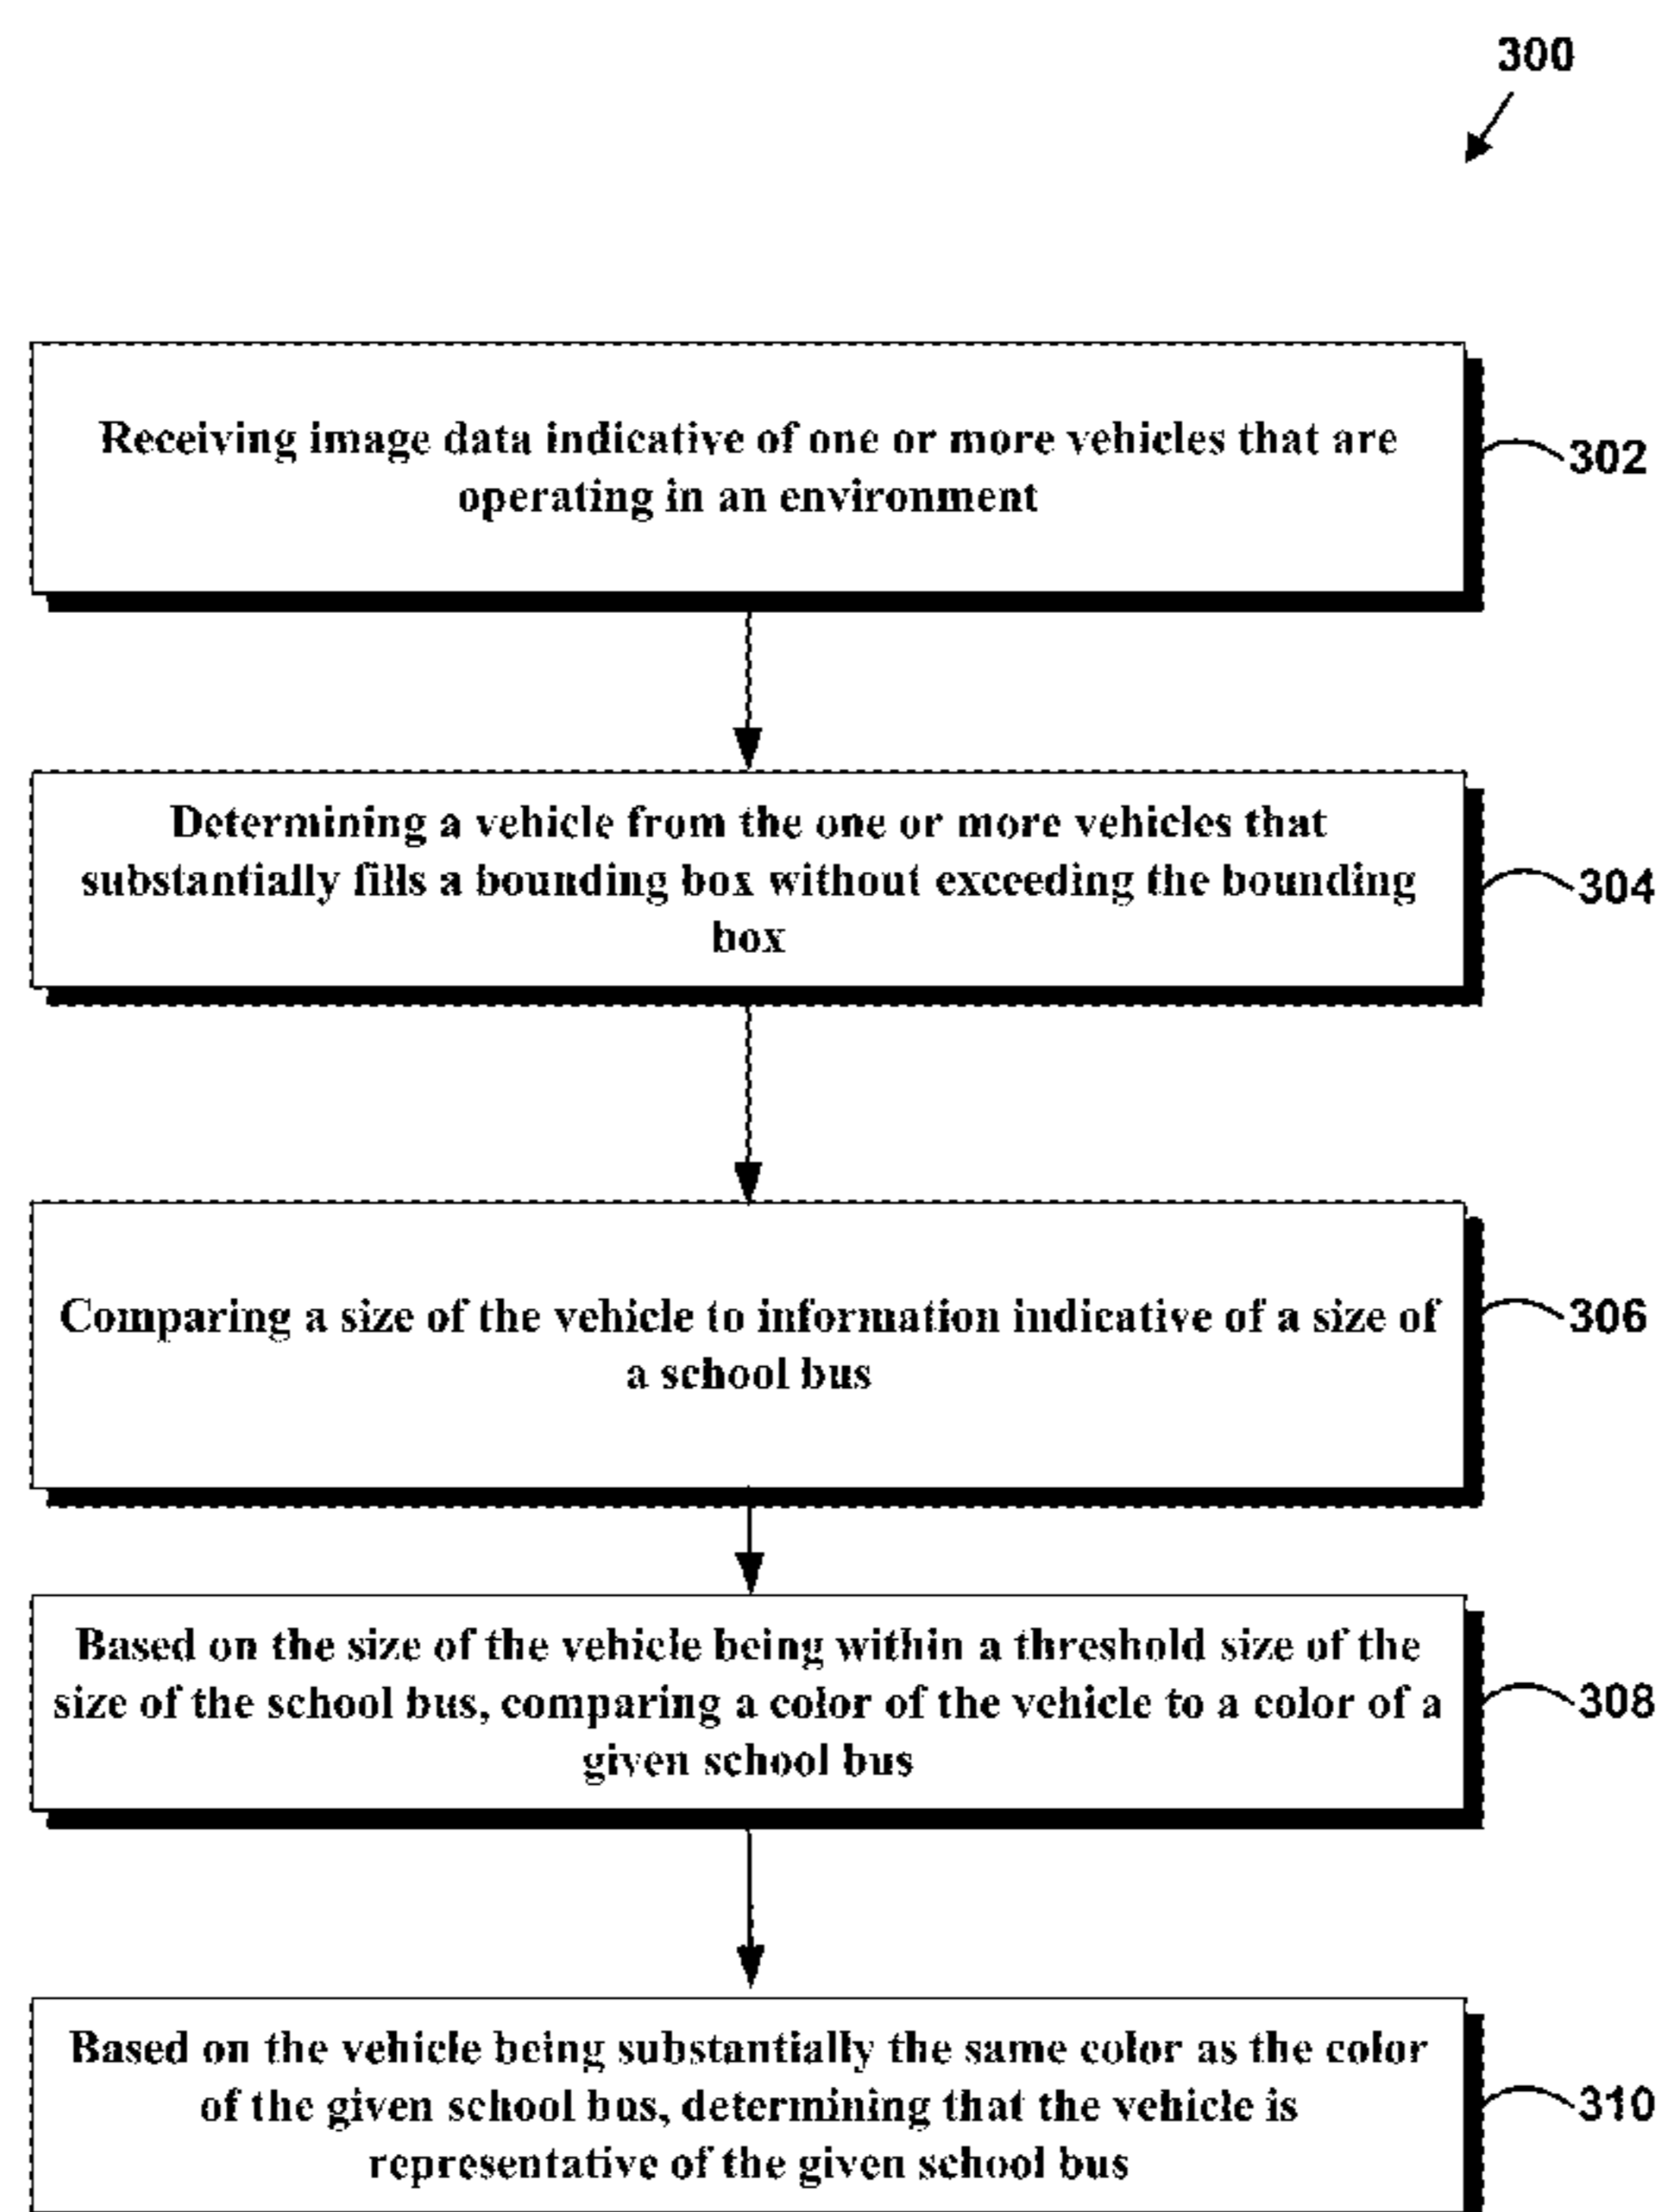 300
Receiving image data indicative of one or more vehicles that are
operating in an environment
302
Determining a vehicle from the one or more vehicles that
substantially fills a bounding box without exceeding the bounding
box
304
Comparing a size of the vehicle to information indicative of a size of
a school bus
306
Based on the size of the vehicle being within a threshold size of the
size of the school bus, comparing a color of the vehicle to a color of a
given school bus
308
Based on the vehicle being substantially the same color as the color
of the given school bus, determining that the vehicle is
representative of the given school bus
310